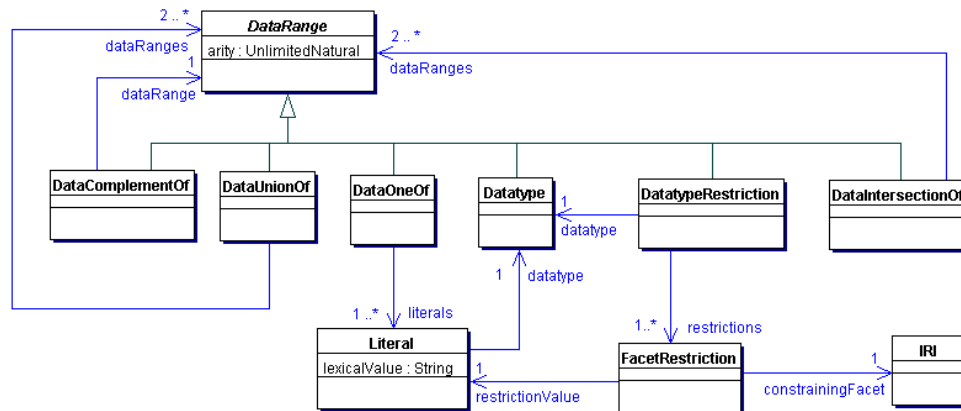 DataRange
2 .. *
dataRanges
arity : UnlimitedNatural
2 .. *
dataRanges
1
dataRange
DataComplementOf
DataUnionOf
DataOneOf
Datatype
DatatypeRestriction
DataIntersectionOf
1
datatype
1
datatype
1 .. *
literals
1..*
restrictions
Literal
lexicalValue : String
1
restrictionValue
FacetRestriction
1
constrainingFacet
IRI